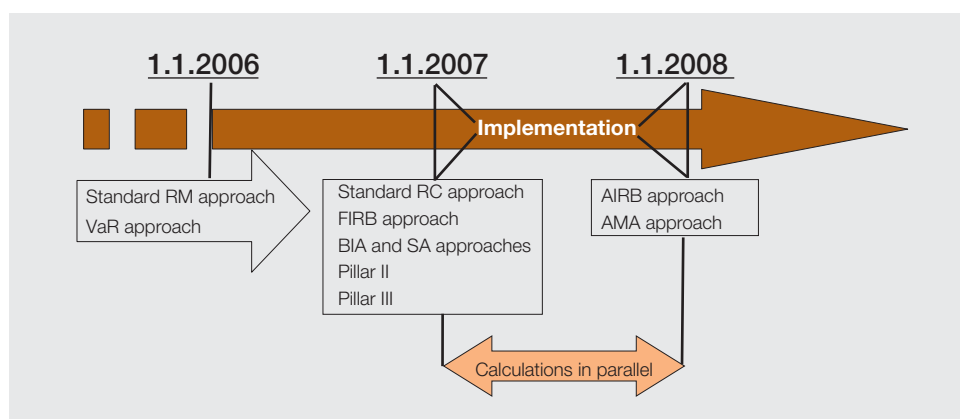 1.1.2006
1.1.2007
1.1.2008
Implementation
Standard RM approach
VaR approach
Standard RC approach
FIRB approach
BIA and SA approaches
Pillar II
Pillar III
AIRB approach
AMA approach
Calculations in parallel